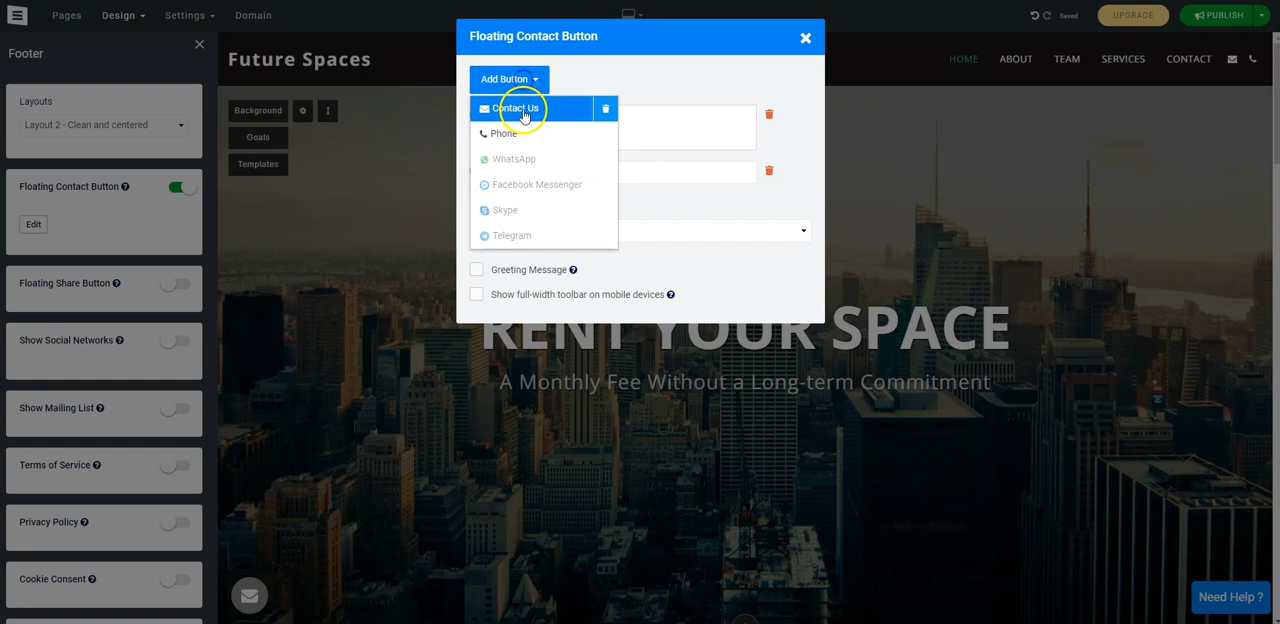 Pages
Design
Settings
Domain
Saved
UPGRADE
PUBLISH
Footer
Layouts
Layout 2 - Clean and centered
Floating Contact Button
Edit
Floating Share Button
Show Social Networks
Show Mailing List
Terms of Service
Privacy Policy
Cookie Consent
Floating Contact Button
Add Button
Contact Us
Phone
WhatsApp
Facebook Messenger
Skype
Telegram
Greeting Message
Show full-width toolbar on mobile devices
Future Spaces
HOME
ABOUT
TEAM
SERVICES
CONTACT
Background
Goals
Templates
RENT YOUR SPACE
A Monthly Fee Without a Long-term Commitment
Need Help ?